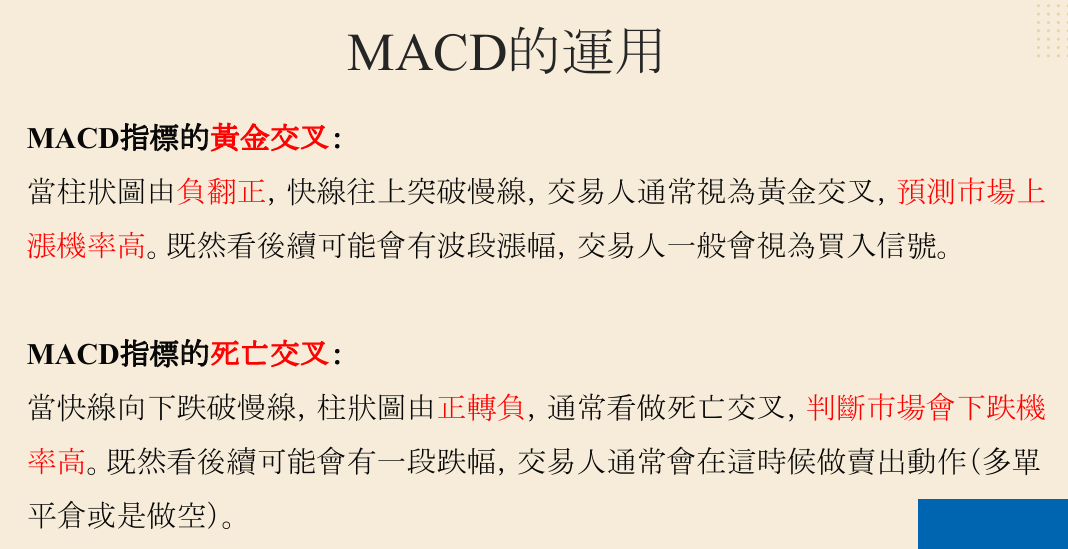 MACD的運用
MACD指標的黃金交叉：
當柱狀圖由負翻正，快線往上突破慢線，交易人通常視為黃金交叉，預測市場上
漲機率高。既然看後續可能會有波段漲幅，交易人一般會視為買入信號。
MACD指標的死亡交叉：
當快線向下跌破慢線，柱狀圖由正轉負，通常看做死亡交叉，判斷市場會下跌機
率高。既然看後續可能會有一段跌幅，交易人通常會在這時候做賣出動作（多單
平倉或是做空）。